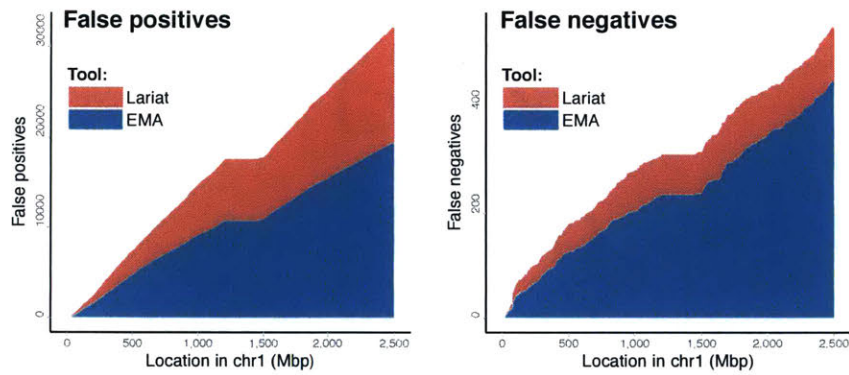 False positives
Tool:
Lariat
EMA
False positives
30000
20000
10000
0
0 500 1,000 1,500 2,000 2,500
Location in chr1 (Mbp)
False negatives
Tool:
Lariat
EMA
False negatives
400
200
0
0 500 1,000 1,500 2,000 2,500
Location in chr1 (Mbp)